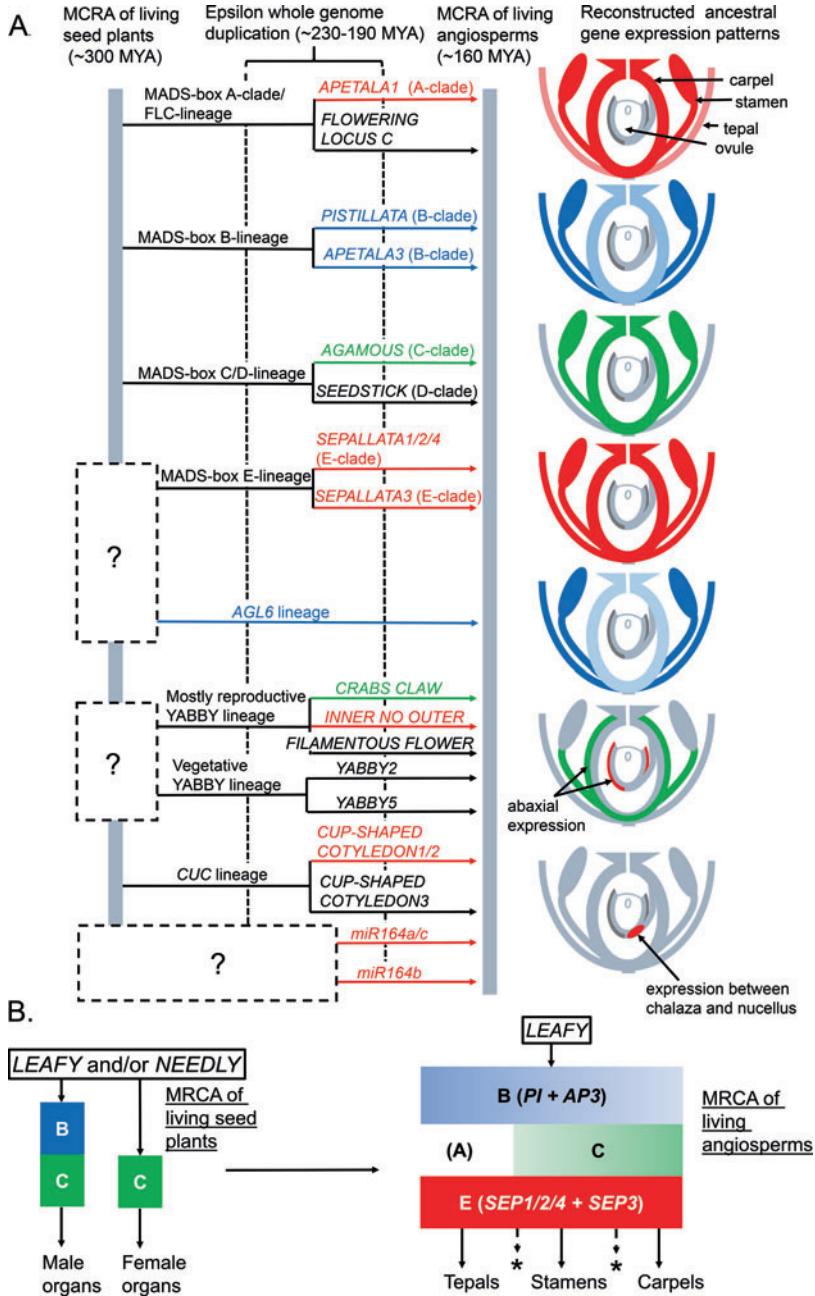 A.
MCRA of living
seed plants
(~300 MYA)
Epsilon whole genome
duplication (~230-190 MYA)
MCRA of living
angiosperms
(~160 MYA)
Reconstructed ancestral
gene expression patterns
MADS-box A-clade/
FLC-lineage
APETALA1 (A-clade)
FLOWERING
LOCUS C
carpel
stamen
tepal
ovule
MADS-box B-lineage
PISTILLATA (B-clade)
APETALA3 (B-clade)
MADS-box C/D-lineage
AGAMOUS (C-clade)
SEEDSTICK (D-clade)
MADS-box E-lineage
SEPALLATA1/2/4
(E-clade)
SEPALLATA3 (E-clade)
?
AGL6 lineage
Mostly reproductive
YABBY lineage
CRABS CLAW
INNER NO OUTER
FILAMENTOUS FLOWER
?
Vegetative
YABBY lineage
YABBY2
YABBY5
abaxial
expression
CUC lineage
CUP-SHAPED
COTYLEDON1/2
CUP-SHAPED
COTYLEDON3
?
miR164a/c
miR164b
expression between
chalaza and nucellus
B.
LEAFY and/or NEEDLY
MRCA of
living seed
plants
B
C
C
Male
organs
Female
organs
LEAFY
B (PI + AP3)
(A)
C
E (SEP1/2/4 + SEP3)
* *
Tepals Stamens Carpels
MRCA of
living
angiosperms